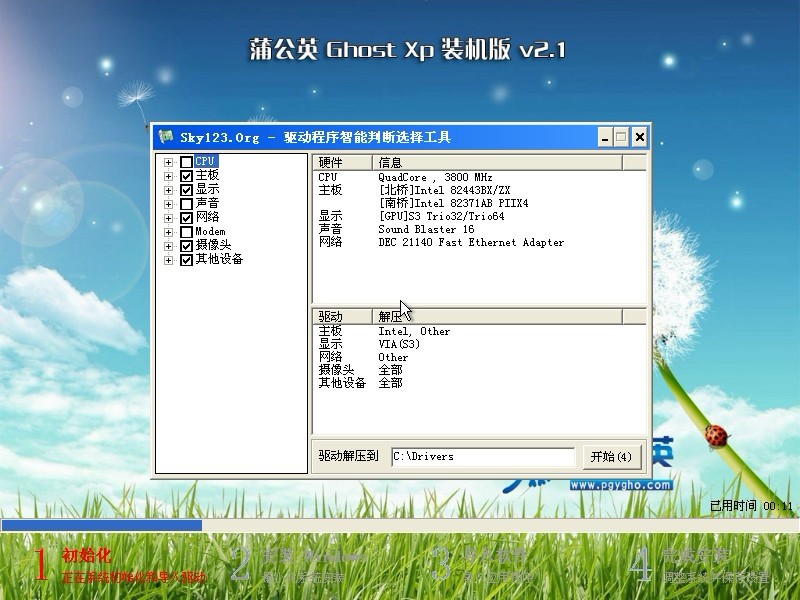 蒲公英 Ghost Xp 装机版 v2.1
Sky123.Org - 驱动程序智能判断选择工具
CPU
主板
显示
声音
网络
Modem
摄像头
其他设备
硬件 信息
CPU QuadCore , 3800 MHz
主板 [北桥]Intel 82443BX/ZX
[南桥]Intel 82371AB PIIX4
显示 [GPU]S3 Trio32/Trio64
声音 Sound Blaster 16
网络 DEC 21140 Fast Ethernet Adapter
驱动 解压
主板 Intel, Other
显示 VIA(S3)
网络 Other
摄像头 全部
其他设备 全部
驱动解压到 C:\Drivers 开始(4)
英
www.pgygho.com
已用时间 00:11
1 初始化
正在系统初始化和导入驱动
2
3
4